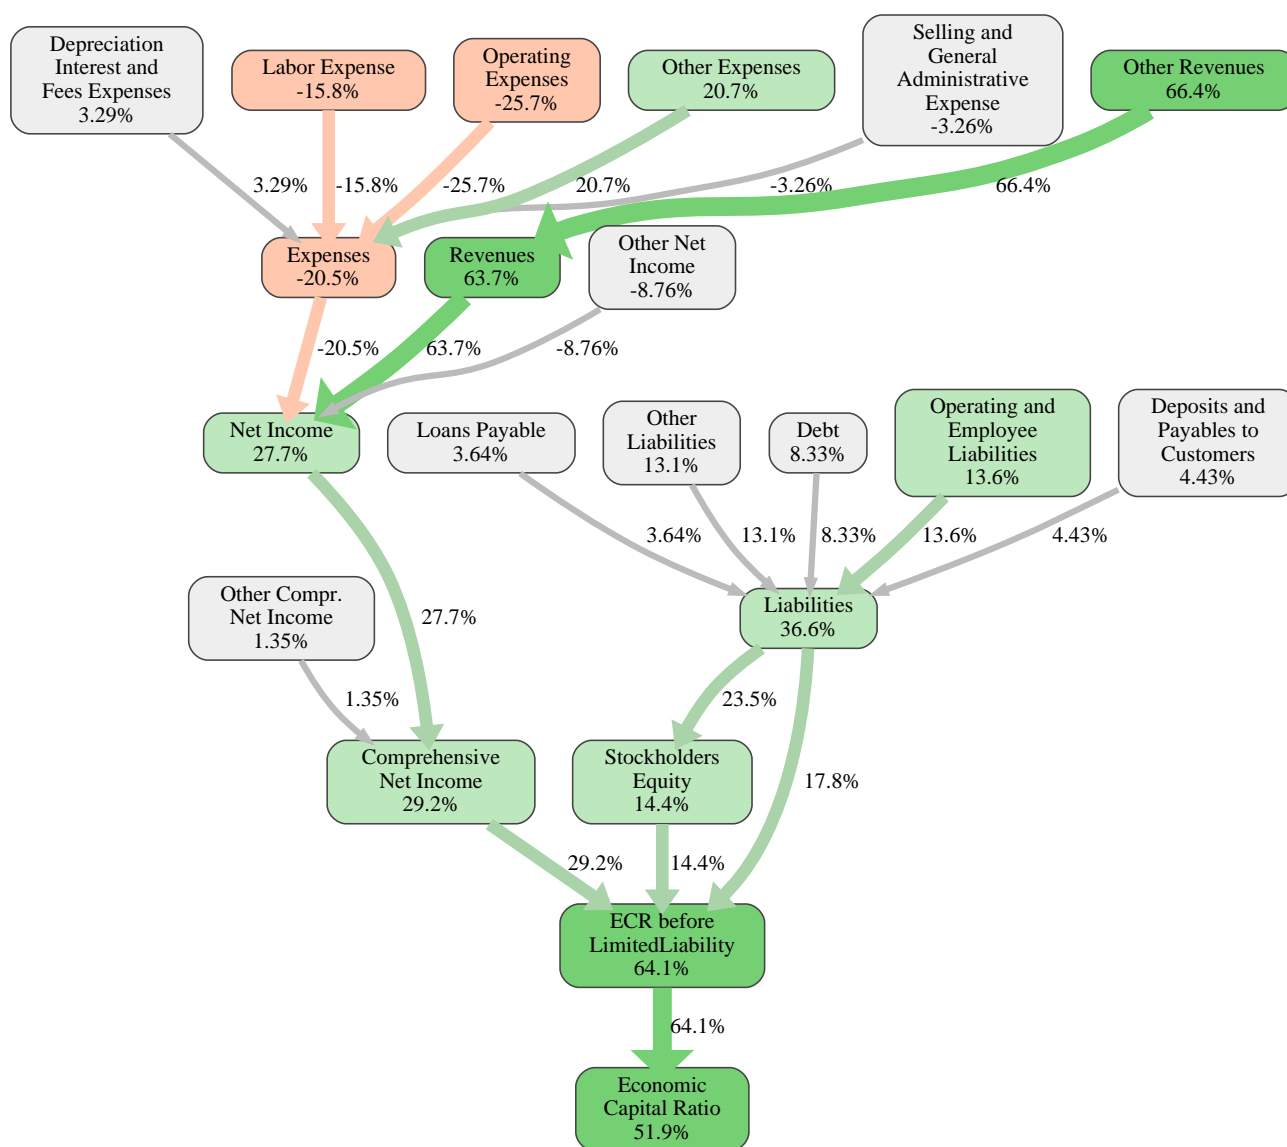 Depreciation
Interest and
Fees Expenses
3.29%
Labor Expense
-15.8%
Operating
Expenses
-25.7%
Other Expenses
20.7%
Selling and
General
Administrative
Expense
-3.26%
Other Revenues
66.4%
3.29%
-15.8%
-25.7%
20.7%
-3.26%
66.4%
Expenses
-20.5%
Revenues
63.7%
Other Net
Income
-8.76%
-20.5%
63.7%
-8.76%
Net Income
27.7%
Loans Payable
3.64%
Other
Liabilities
13.1%
Debt
8.33%
Operating and
Employee
Liabilities
13.6%
Deposits and
Payables to
Customers
4.43%
3.64%
13.1%
8.33%
13.6%
4.43%
Other Compr.
Net Income
1.35%
27.7%
Liabilities
36.6%
1.35%
23.5%
17.8%
Comprehensive
Net Income
29.2%
Stockholders
Equity
14.4%
29.2%
14.4%
ECR before
LimitedLiability
64.1%
64.1%
Economic
Capital Ratio
51.9%